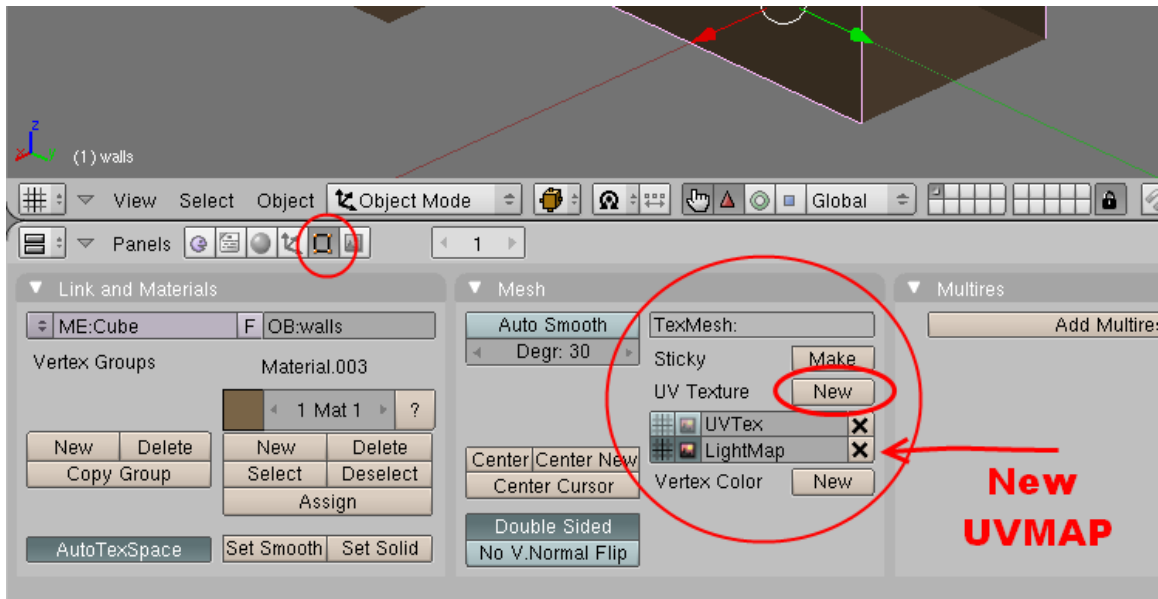 z
x y
(1) walls
View Select Object Object Mode Global
Panels 1
Link and Materials
ME:Cube F OB:walls
Vertex Groups
Material.003
1 Mat 1 ?
New Delete New Delete
Copy Group Select Deselect
Assign
AutoTexSpace Set Smooth Set Solid
Mesh
Auto Smooth TexMesh:
Degr: 30
Sticky Make
UV Texture New
UVTex
LightMap
Center Center New
Center Cursor
Vertex Color New
Double Sided
No V.Normal Flip
Multires
Add Multires
New
UVMAP